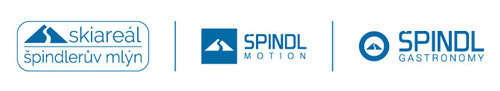 skiareál
špindlerův mlýn
SPINDL
MOTION
SPINDL
GASTRONOMY